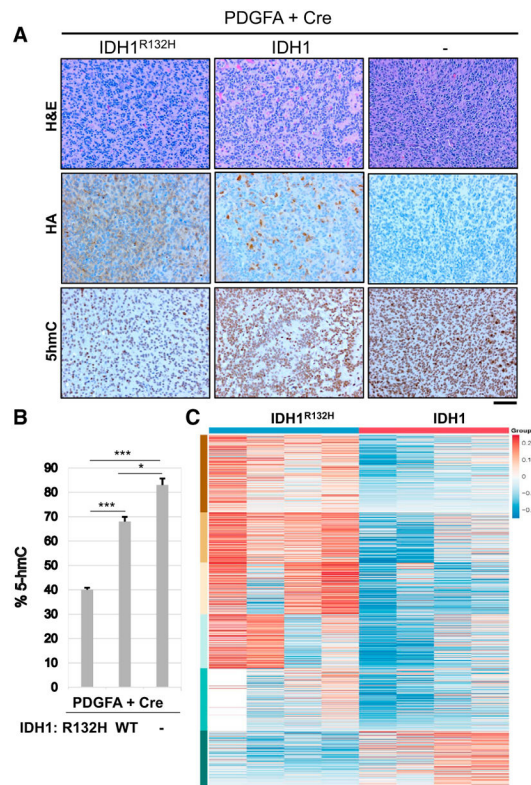 PDGFA + Cre
A
IDH1R132H IDH1 -
H&E
HA
5hmC
B
C
IDH1R132H IDH1
Group
0.2
0
***
*
***
% 5-hmC
90
80
70
60
50
40
30
20
10
0
PDGFA + Cre
IDH1: R132H WT -